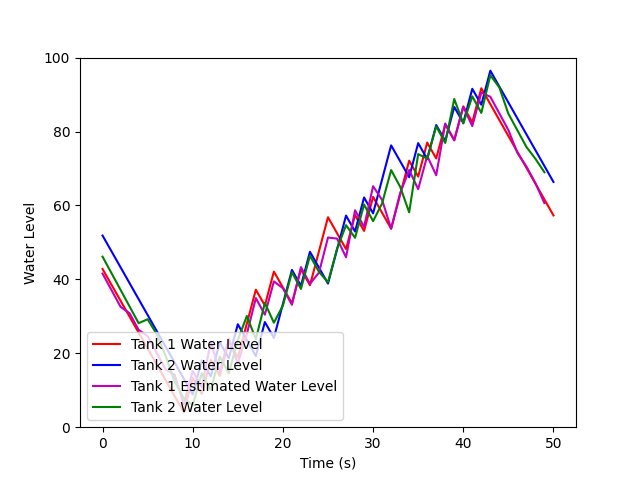 100
80
60
40
20
0
Water Level
Tank 1 Water Level
Tank 2 Water Level
Tank 1 Estimated Water Level
Tank 2 Water Level
0 10 20 30 40 50
Time (s)